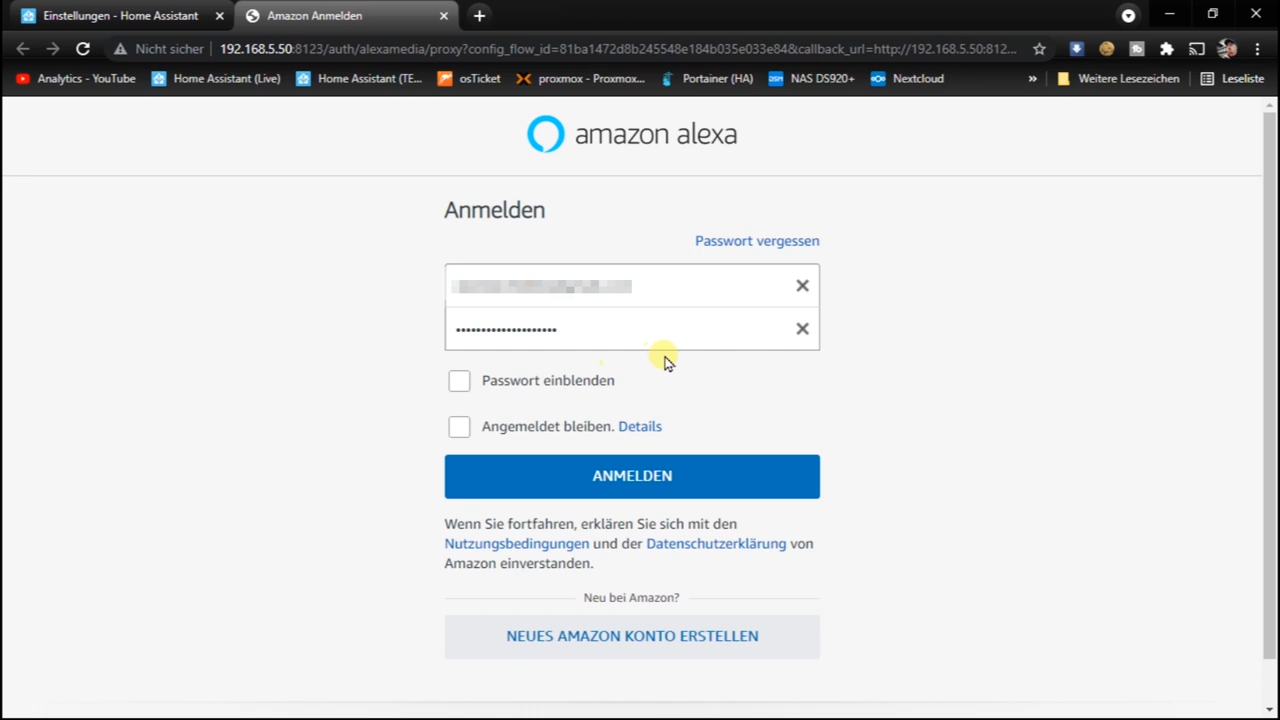 Einstellungen - Home Assistant
Amazon Anmelden
Nicht sicher
192.168.5.50:8123/auth/alexamedia/proxy?config_flow_id=81ba1472d8b245548e184b035e033e84&callback_url=http://192.168.5.50:812...
Analytics - YouTube
Home Assistant (Live)
Home Assistant (TE...
osTicket
proxmox - Proxmox...
Portainer (HA)
DSM
NAS DS920+
Nextcloud
»
Weitere Lesezeichen
Leseliste
amazon alexa
Anmelden
Passwort vergessen
Passwort einblenden
Angemeldet bleiben. Details
ANMELDEN
Wenn Sie fortfahren, erklären Sie sich mit den
Nutzungsbedingungen und der Datenschutzerklärung von
Amazon einverstanden.
Neu bei Amazon?
NEUES AMAZON KONTO ERSTELLEN